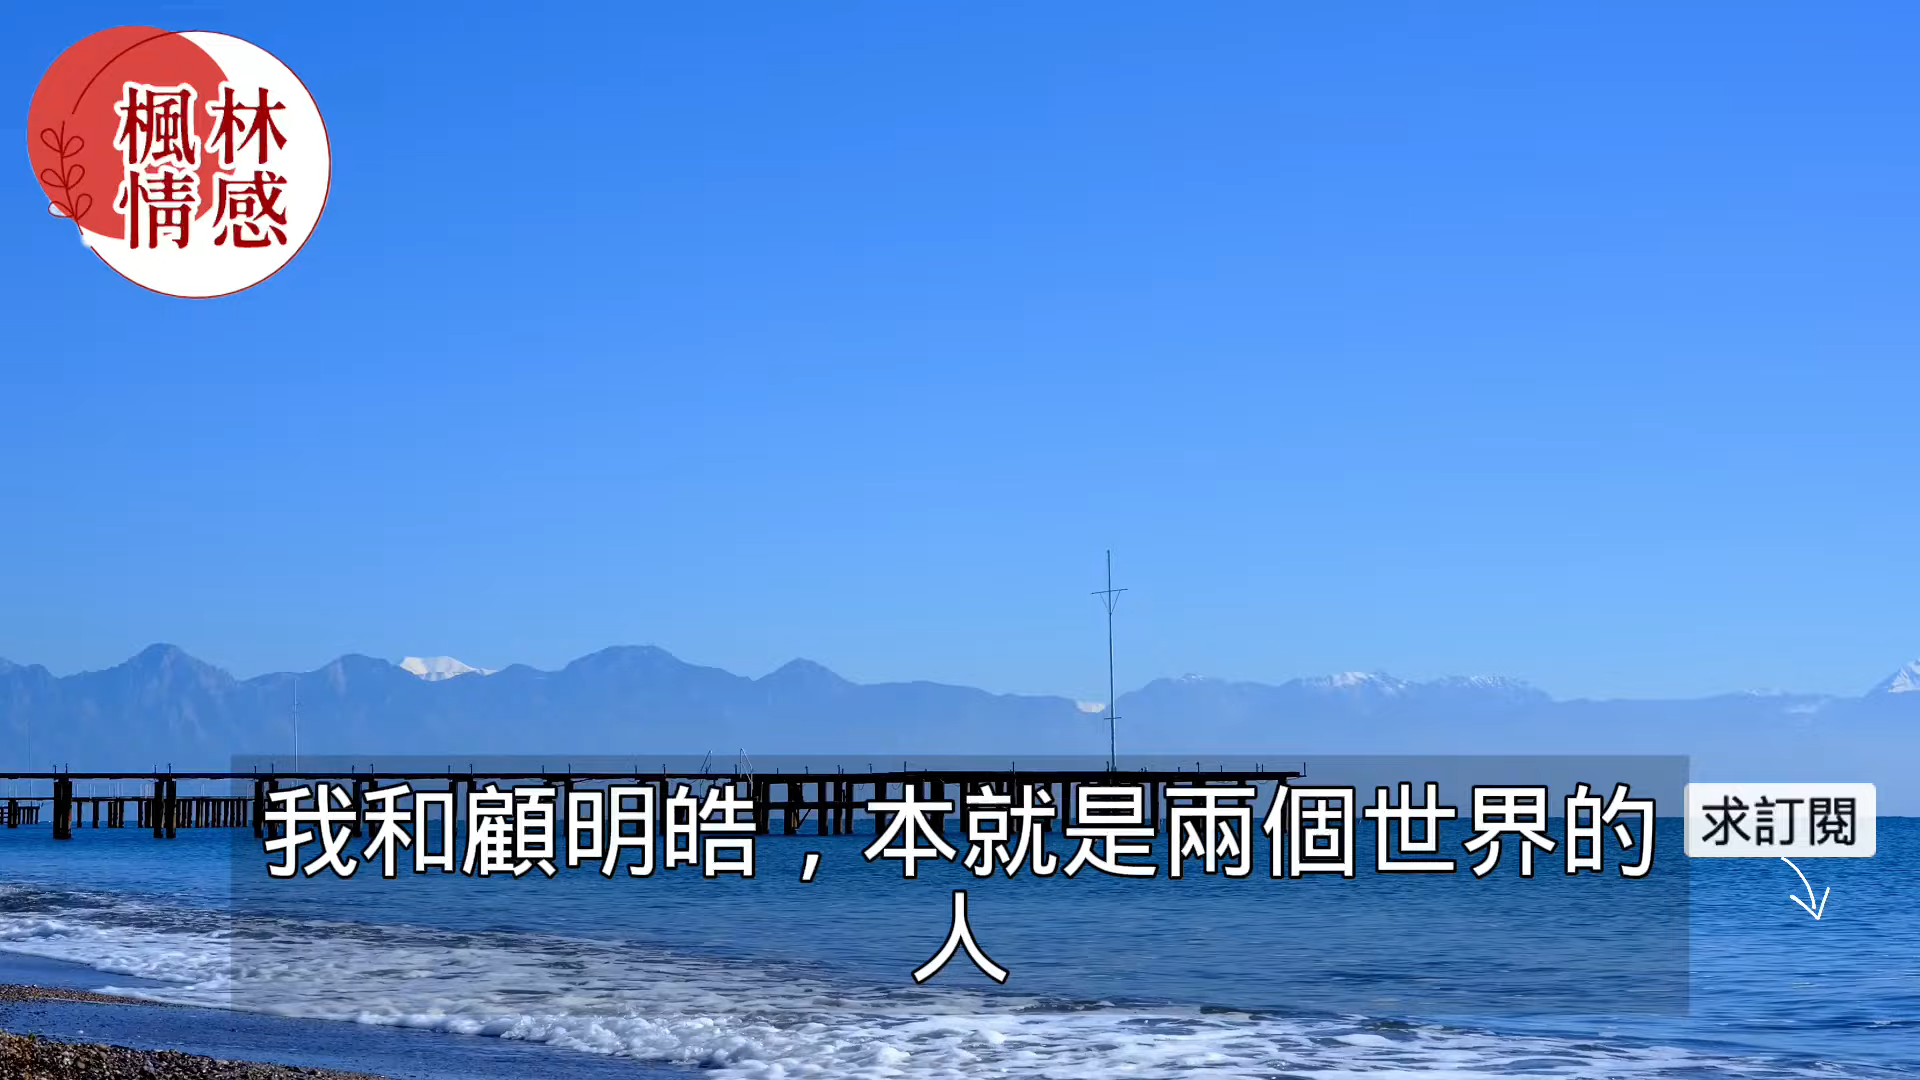 楓林
情感
我和顧明皓，本就是兩個世界的
人
求訂閱